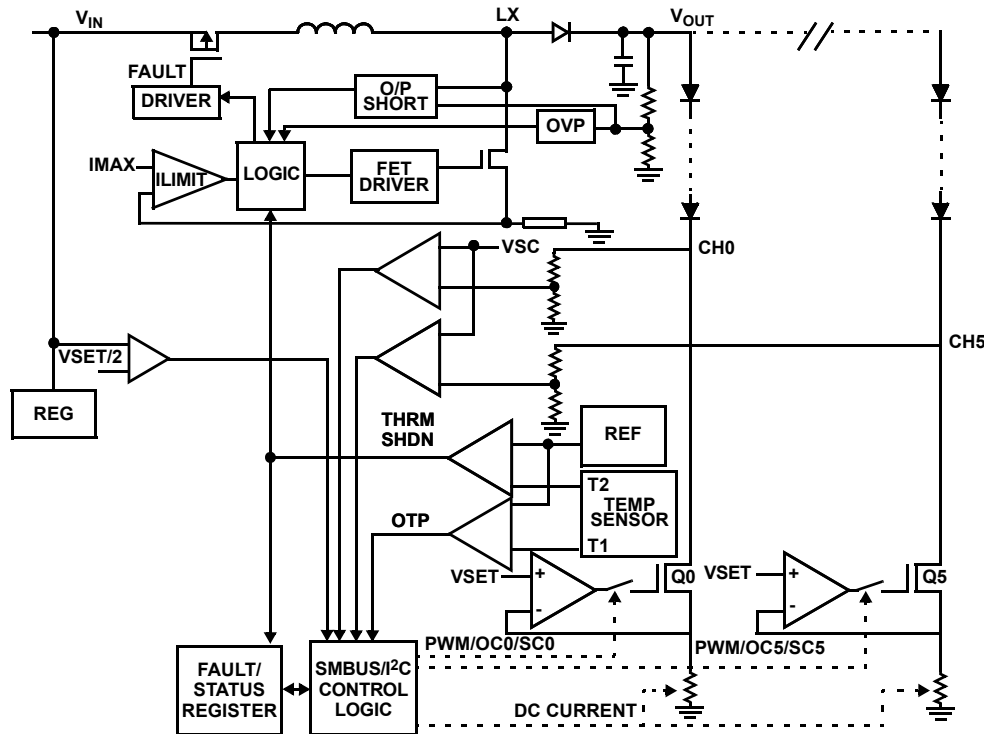 VIN
LX
VOUT
FAULT
DRIVER
O/P
SHORT
OVP
IMAX
ILIMIT
LOGIC
FET
DRIVER
VSC
CH0
VSET/2
CH5
REG
THRM
SHDN
REF
T2
TEMP
SENSOR
OTP
T1
VSET
+
-
Q0
VSET
+
-
Q5
PWM/OC0/SC0
PWM/OC5/SC5
FAULT/
STATUS
REGISTER
SMBUS/I²C
CONTROL
LOGIC
DC CURRENT